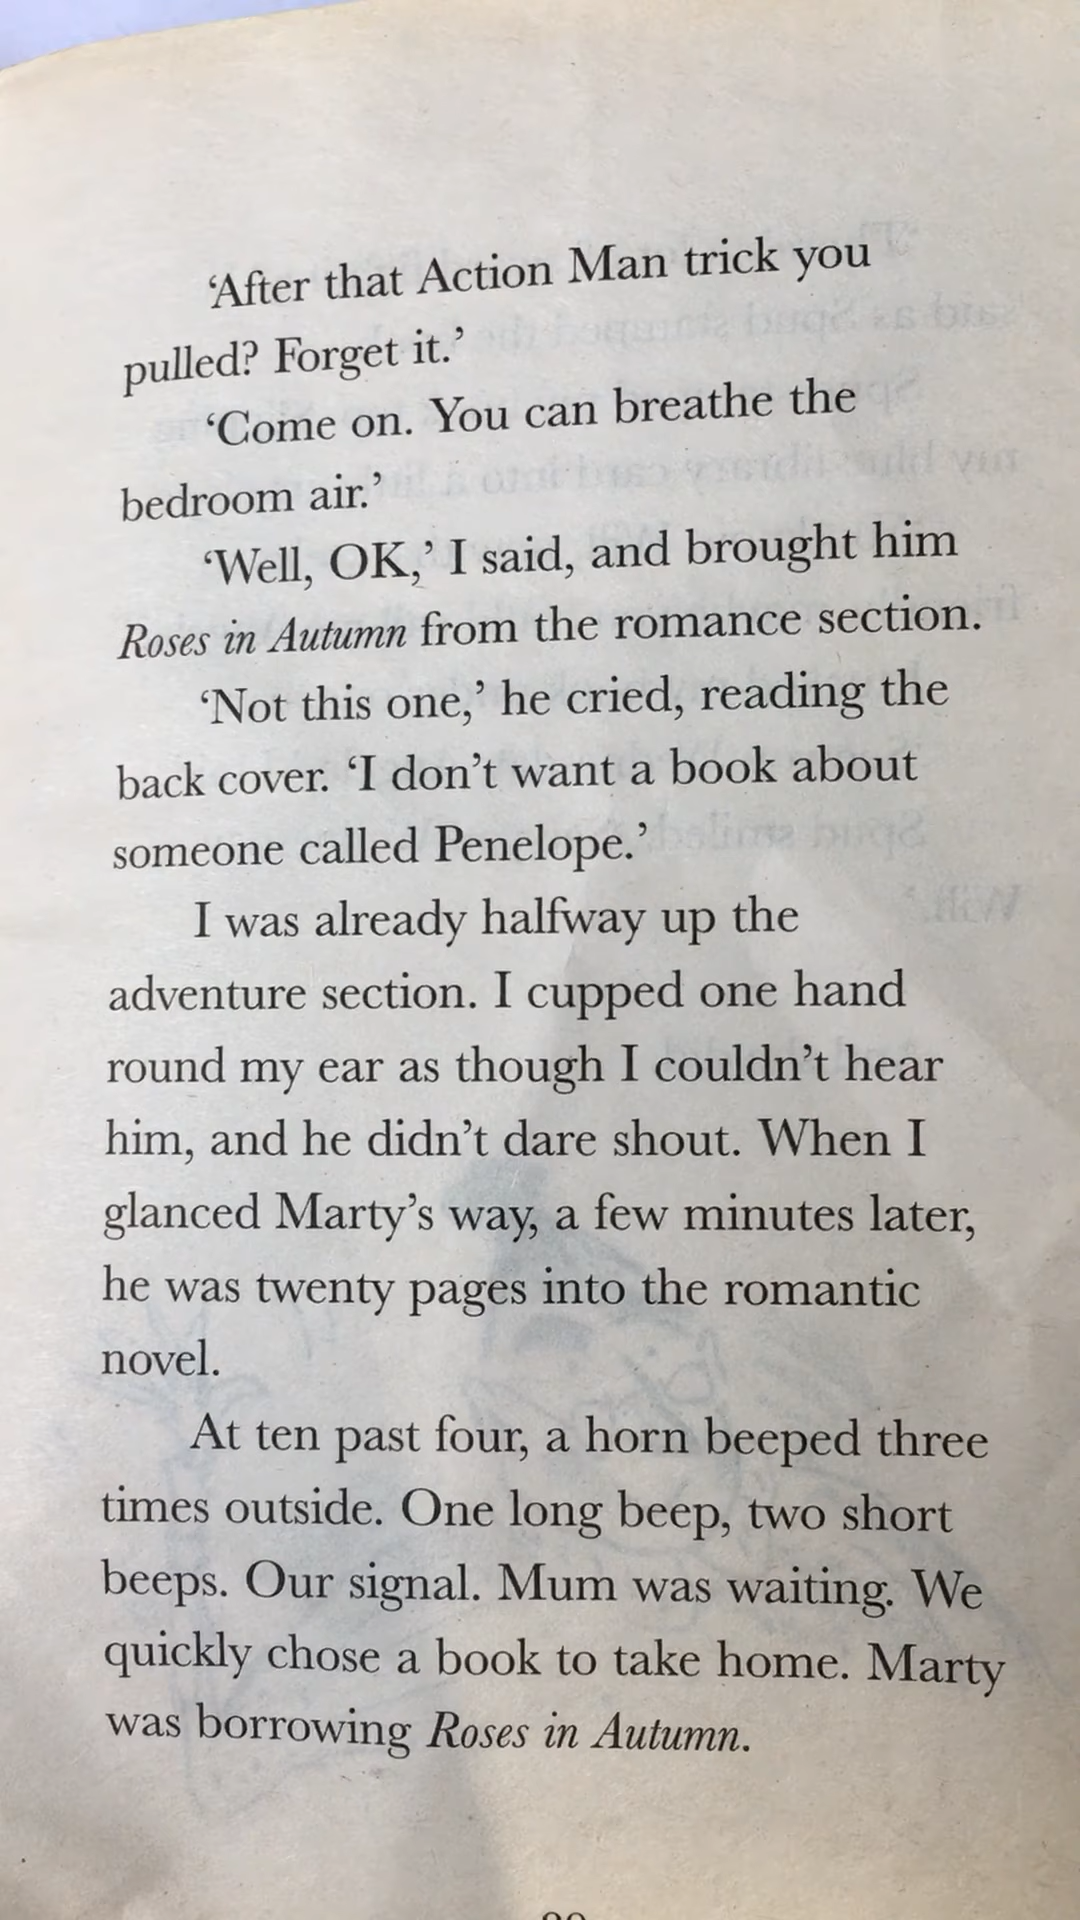 ‘After that Action Man trick you
pulled? Forget it.’
‘Come on. You can breathe the
bedroom air.’
‘Well, OK,’ I said, and brought him
Roses in Autumn from the romance section.
‘Not this one,’ he cried, reading the
back cover. ‘I don’t want a book about
someone called Penelope.’
I was already halfway up the
adventure section. I cupped one hand
round my ear as though I couldn’t hear
him, and he didn’t dare shout. When I
glanced Marty’s way, a few minutes later,
he was twenty pages into the romantic
novel.
At ten past four, a horn beeped three
times outside. One long beep, two short
beeps. Our signal. Mum was waiting. We
quickly chose a book to take home. Marty
was borrowing Roses in Autumn.